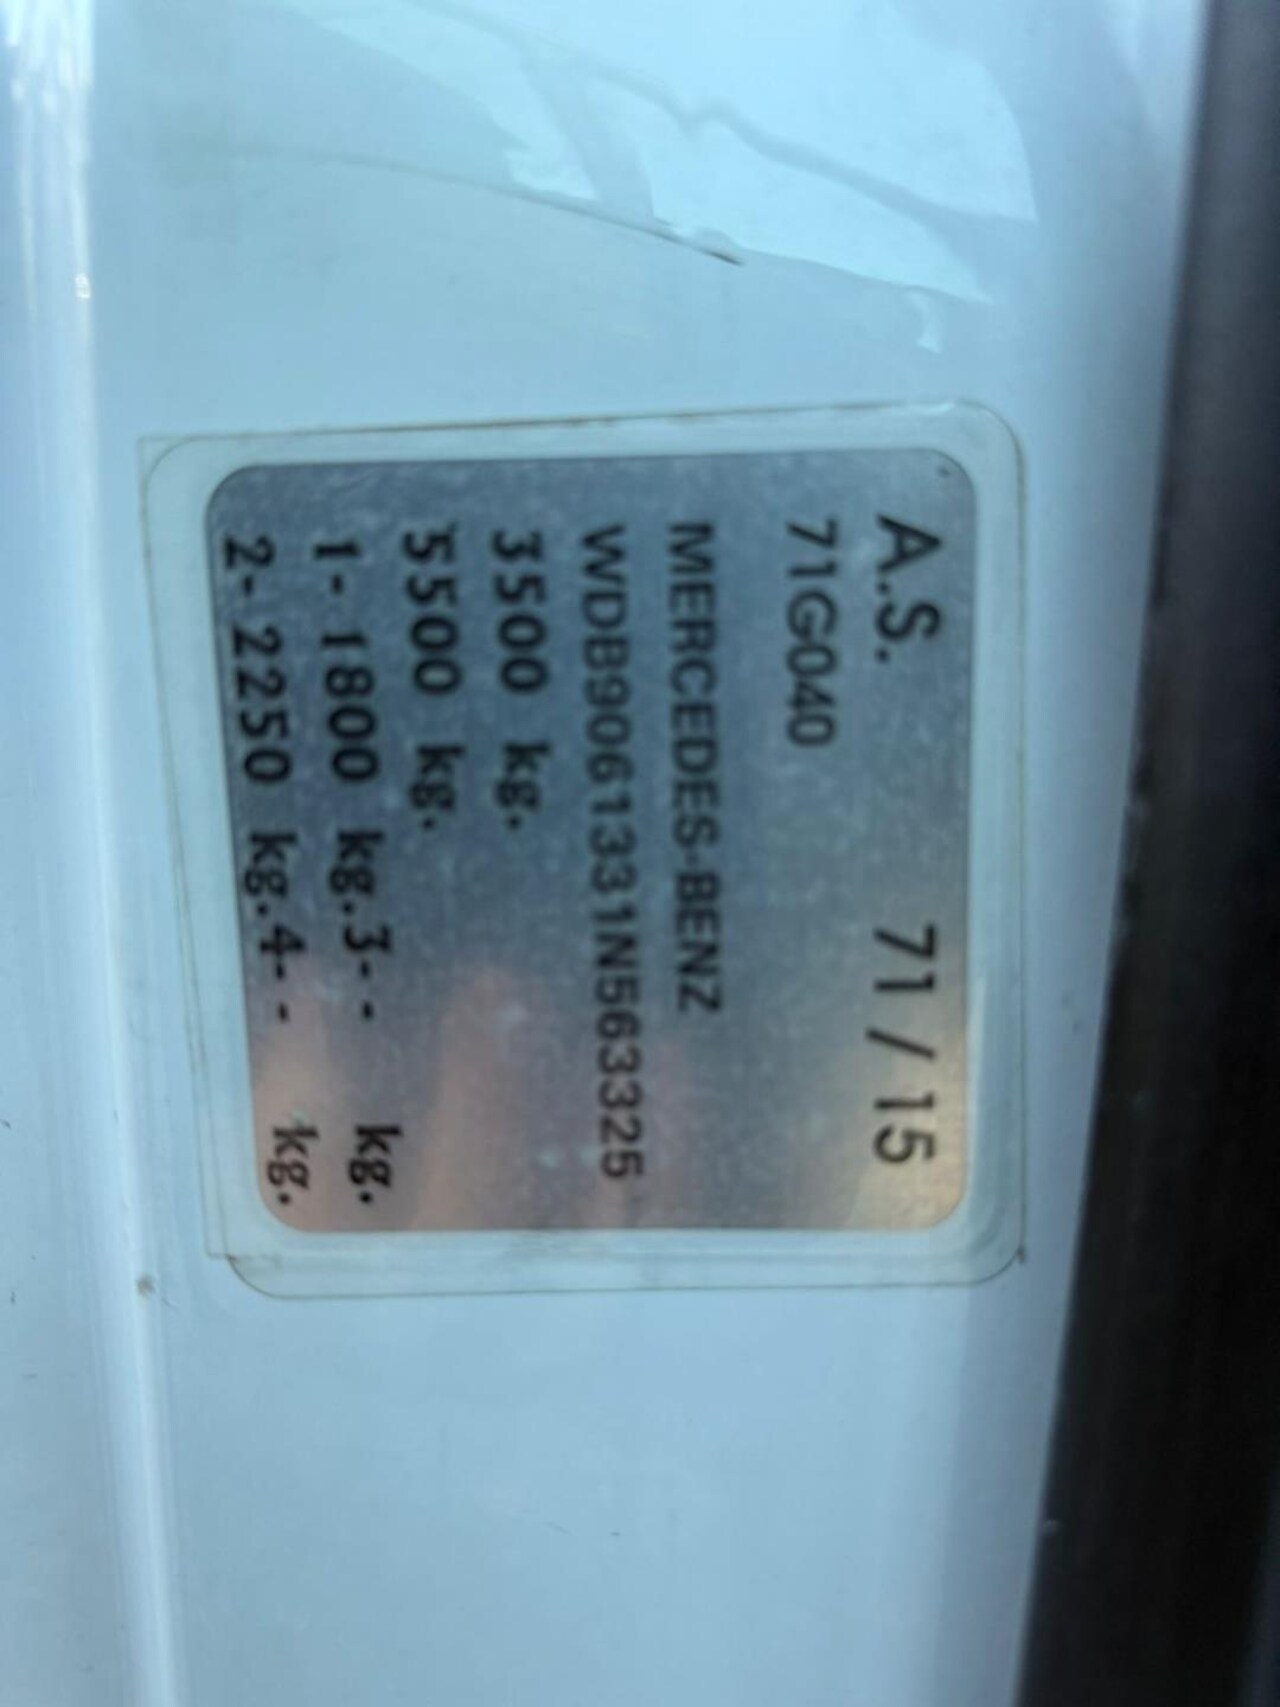 A.S. 71 / 15
71G040
MERCEDES-BENZ
WDB9061331N563325
3500 kg.
5500 kg.
1- 1800 kg. 3- - kg.
2- 2250 kg. 4- - kg.